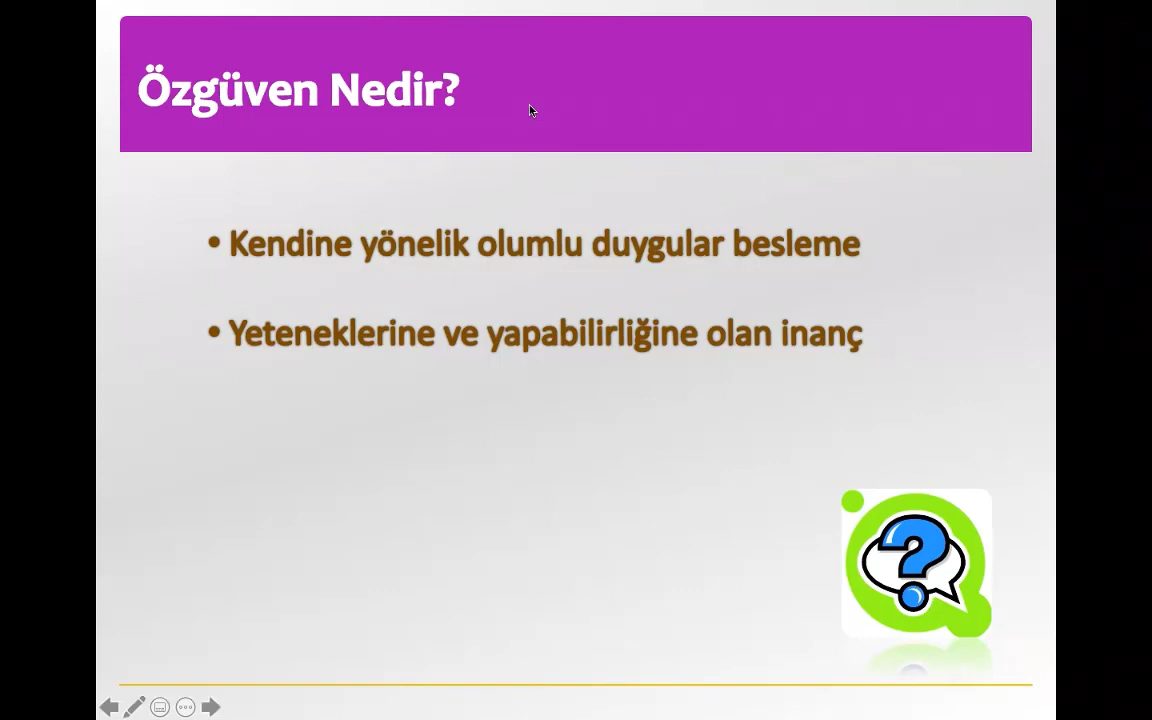 Özgüven Nedir?
• Kendine yönelik olumlu duygular besleme
• Yeteneklerine ve yapabilirliğine olan inanç
?